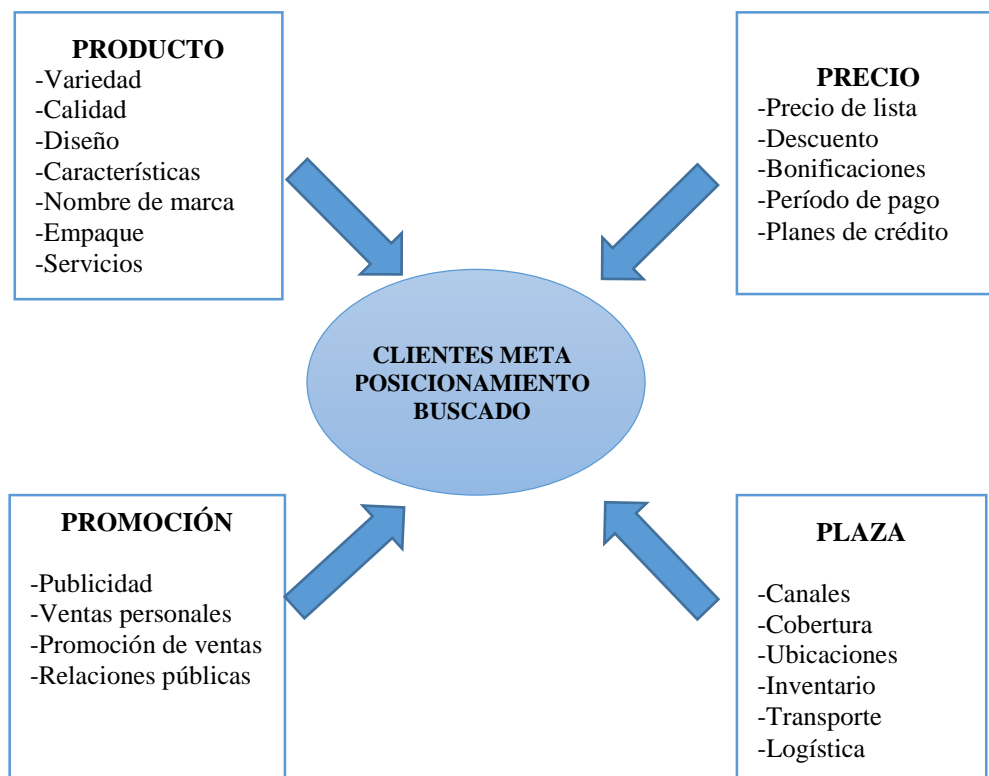 PRODUCTO
-Variedad
-Calidad
-Diseño
-Características
-Nombre de marca
-Empaque
-Servicios
PRECIO
-Precio de lista
-Descuento
-Bonificaciones
-Período de pago
-Planes de crédito
CLIENTES META
POSICIONAMIENTO
BUSCADO
PROMOCIÓN
-Publicidad
-Ventas personales
-Promoción de ventas
-Relaciones públicas
PLAZA
-Canales
-Cobertura
-Ubicaciones
-Inventario
-Transporte
-Logística